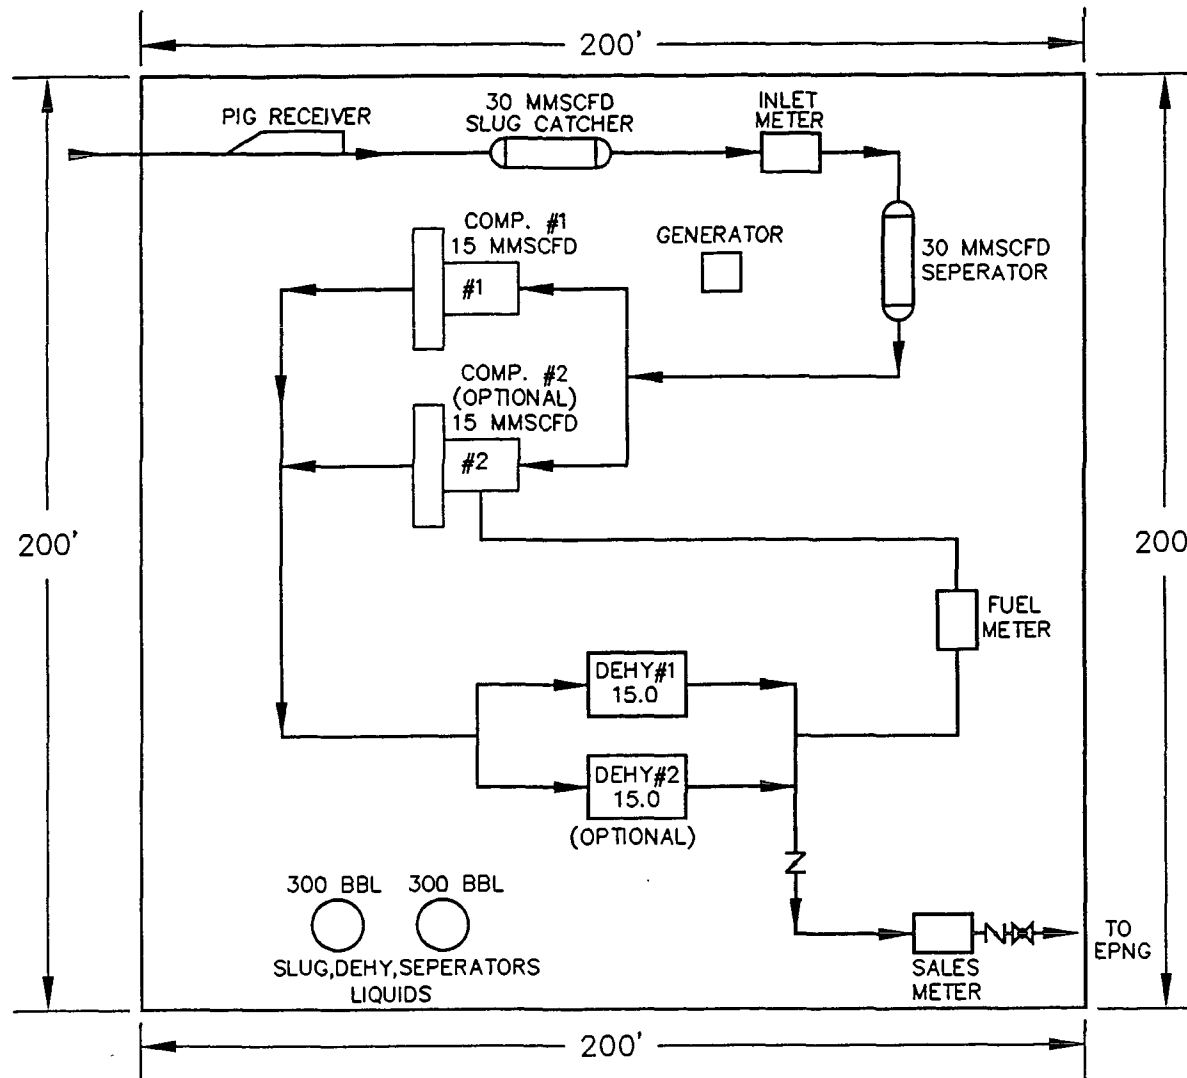 200'
PIG RECEIVER
30 MMSCFD
SLUG CATCHER
INLET
METER
COMP. #1
15 MMSCFD
#1
GENERATOR
30 MMSCFD
SEPERATOR
COMP. #2
(OPTIONAL)
15 MMSCFD
#2
200'
200
FUEL
METER
DEHY#1
15.0
DEHY#2
15.0
(OPTIONAL)
300 BBL
300 BBL
SLUG,DEHY,SEPERATORS
LIQUIDS
SALES
METER
TO
EPNG
200'